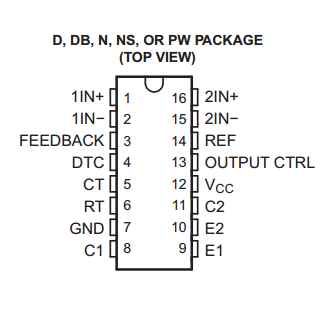 D, DB, N, NS, OR PW PACKAGE
(TOP VIEW)
1IN+ 1 16 2IN+
1IN− 2 15 2IN−
FEEDBACK 3 14 REF
DTC 4 13 OUTPUT CTRL
CT 5 12 VCC
RT 6 11 C2
GND 7 10 E2
C1 8 9 E1